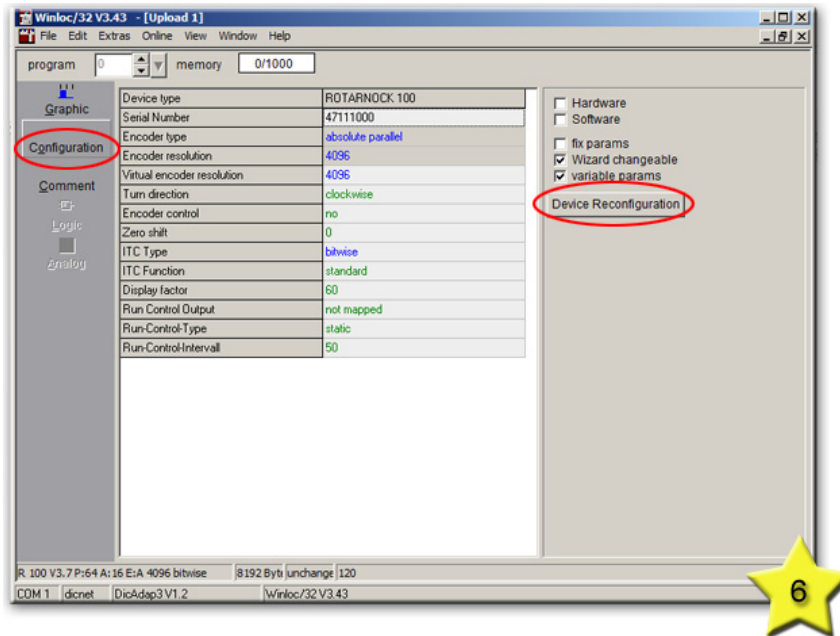 Winloc/32 V3.43 - [Upload 1]
File Edit Extras Online View Window Help
program 0 memory 0/1000
Graphic
Configuration
Comment
Logic
Analog
Device type ROTARNOCK 100
Serial Number 47111000
Encoder type absolute parallel
Encoder resolution 4096
Virtual encoder resolution 4096
Turn direction clockwise
Encoder control no
Zero shift 0
ITC Type bitwise
ITC Function standard
Display factor 60
Run Control Output not mapped
Run-Control-Type static
Run-Control-Intervall 50
Hardware
Software
fix params
Wizard changeable
variable params
Device Reconfiguration
R 100 V3.7 P:64 A:16 E:A 4096 bitwise 8192 Byt unchange 120
COM 1 dicnet DicAdap3 V1.2 Winloc/32 V3.43
6